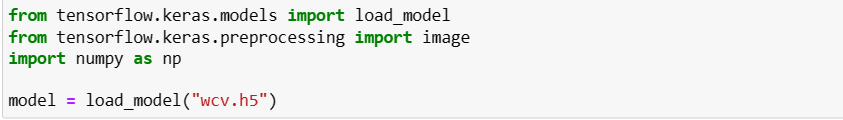 from tensorflow.keras.models import load_model
from tensorflow.keras.preprocessing import image
import numpy as np
model = load_model("wcv.h5")